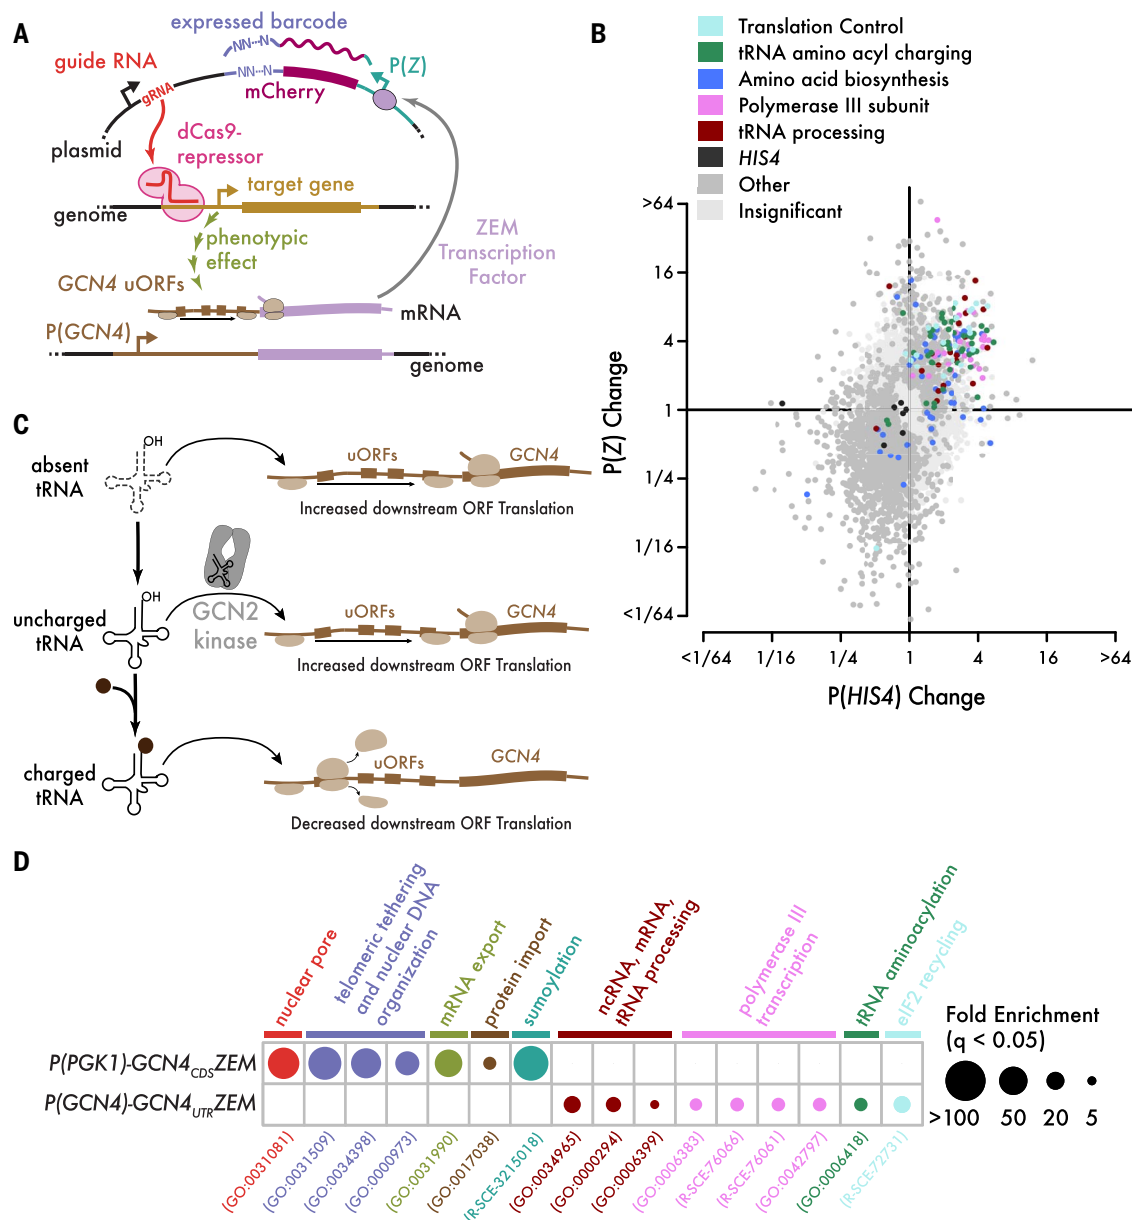 A
expressed barcode
NN···N
guide RNA
P(Z)
NN···N
gRNA
mCherry
plasmid
dCas9-
repressor
target gene
genome
phenotypic
effect
ZEM
Transcription
Factor
GCN4 uORFs
mRNA
P(GCN4)
genome
B
Translation Control
tRNA amino acyl charging
Amino acid biosynthesis
Polymerase III subunit
tRNA processing
HIS4
Other
Insignificant
>64
16
4
1
1/4
1/16
<1/64
P(Z) Change
<1/64
1/16
1/4
1
4
16
>64
P(HIS4) Change
C
OH
absent
tRNA
uORFs
GCN4
Increased downstream ORF Translation
OH
uncharged
tRNA
GCN2
kinase
uORFs
GCN4
Increased downstream ORF Translation
charged
tRNA
uORFs
GCN4
Decreased downstream ORF Translation
D
nuclear pore
telomeric tethering
and nuclear DNA
organization
mRNA export
protein import
sumoylation
ncRNA, mRNA,
tRNA processing
polymerase III
transcription
tRNA aminoacylation
eIF2 recycling
P(PGK1)-GCN4CDSZEM
P(GCN4)-GCN4UTRZEM
(GO:0031081)
(GO:0031509)
(GO:0034398)
(GO:0000973)
(GO:0031990)
(GO:0017038)
(R-SCE-3215018)
(GO:0034965)
(GO:0000294)
(GO:0006399)
(GO:0006383)
(R-SCE-76066)
(R-SCE-76061)
(GO:0042797)
(GO:0006418)
(R-SCE-72731)
Fold Enrichment
(q < 0.05)
>100
50
20
5